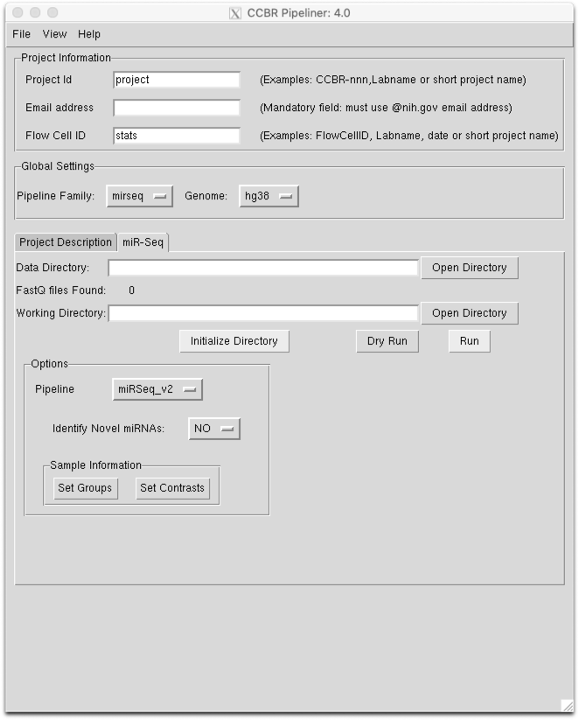 CCBR Pipeliner: 4.0
File View Help
Project Information
Project Id project (Examples: CCBR-nnn,Labname or short project name)
Email address (Mandatory field: must use @nih.gov email address)
Flow Cell ID stats (Examples: FlowCellID, Labname, date or short project name)
Global Settings
Pipeline Family: mirseq Genome: hg38
Project Description miR-Seq
Data Directory: Open Directory
FastQ files Found: 0
Working Directory: Open Directory
Initialize Directory Dry Run Run
Options
Pipeline miRSeq_v2
Identify Novel miRNAs: NO
Sample Information
Set Groups Set Contrasts